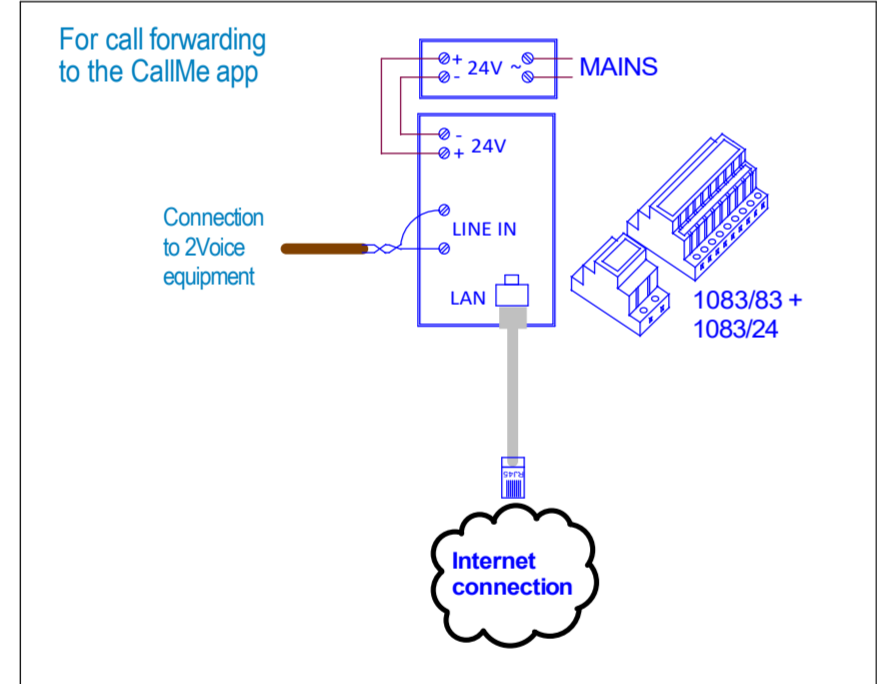 For call forwarding
to the CallMe app
+ 24V ~
-
MAINS
- 24V
+
Connection
to 2Voice
equipment
LINE IN
LAN
1083/83 +
1083/24
RJ45
Internet
connection